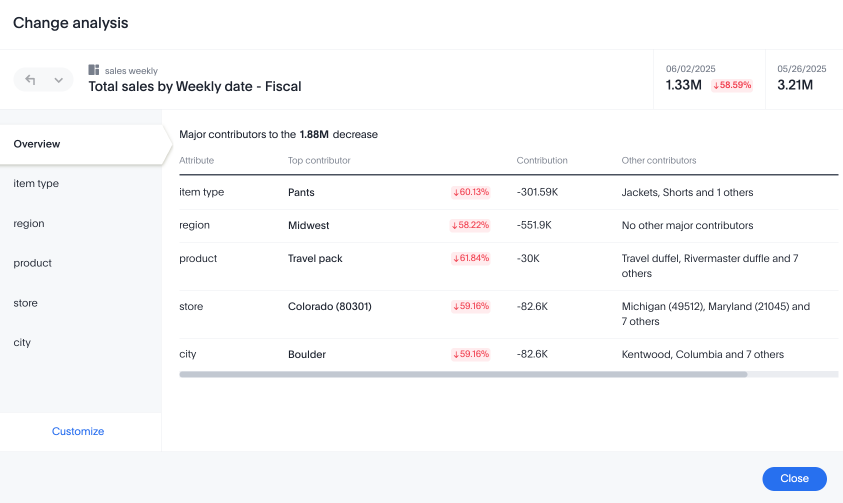 Change analysis
sales weekly
Total sales by Weekly date - Fiscal
06/02/2025
1.33M ↓58.59%
05/26/2025
3.21M
Overview
item type
region
product
store
city
Customize
Major contributors to the 1.88M decrease
Attribute Top contributor Contribution Other contributors
item type Pants ↓60.13% -301.59K Jackets, Shorts and 1 others
region Midwest ↓58.22% -551.9K No other major contributors
product Travel pack ↓61.84% -30K Travel duffel, Rivermaster duffle and 7
others
store Colorado (80301) ↓59.16% -82.6K Michigan (49512), Maryland (21045) and
7 others
city Boulder ↓59.16% -82.6K Kentwood, Columbia and 7 others
Close